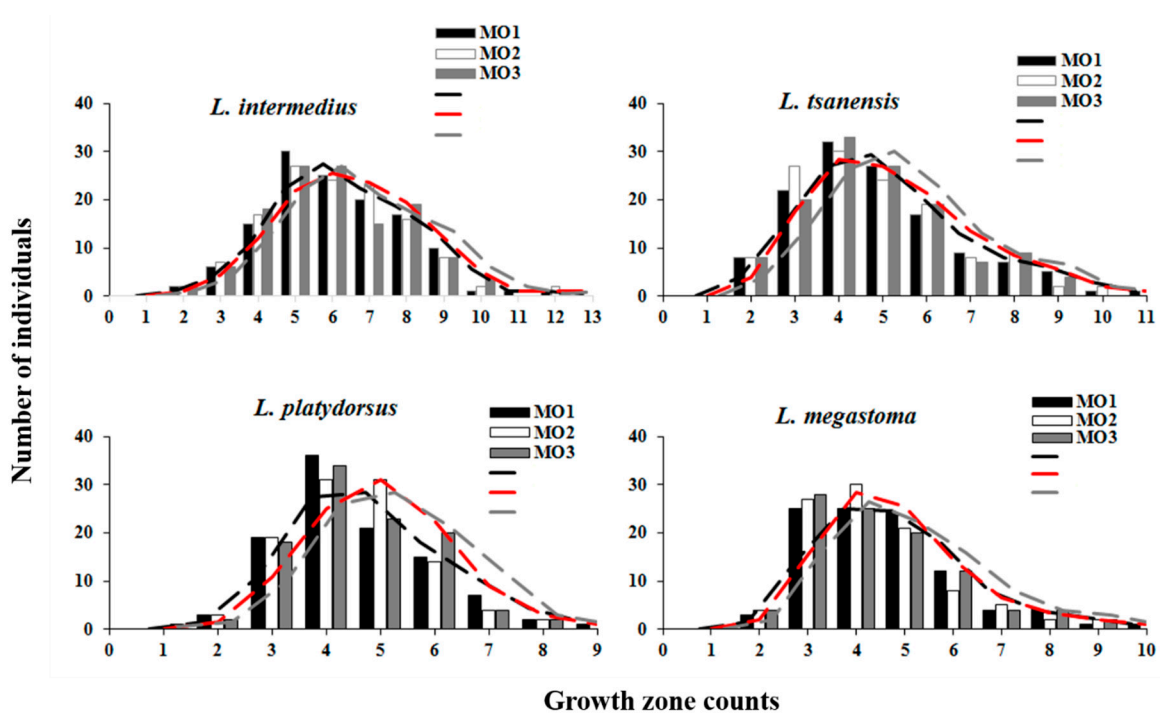 Number of individuals
MO1
MO2
MO3
L. intermedius
40
30
20
10
0
0 1 2 3 4 5 6 7 8 9 10 11 12 13
MO1
MO2
MO3
L. tsanensis
40
30
20
10
0
0 1 2 3 4 5 6 7 8 9 10 11
L. platydorsus
MO1
MO2
MO3
40
30
20
10
0
0 1 2 3 4 5 6 7 8 9
L. megastoma
MO1
MO2
MO3
40
30
20
10
0
0 1 2 3 4 5 6 7 8 9 10
Growth zone counts